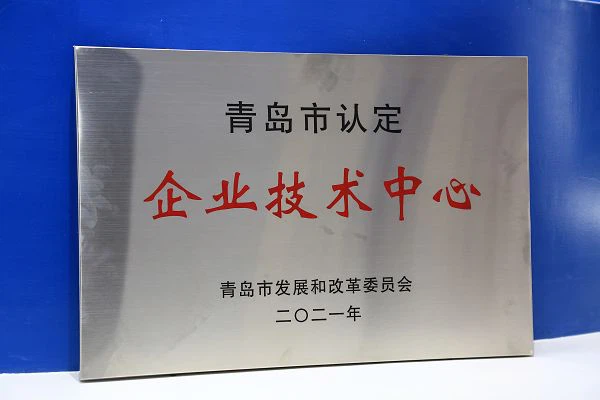 青岛市认定
企业技术中心
青岛市发展和改革委员会
二〇二一年